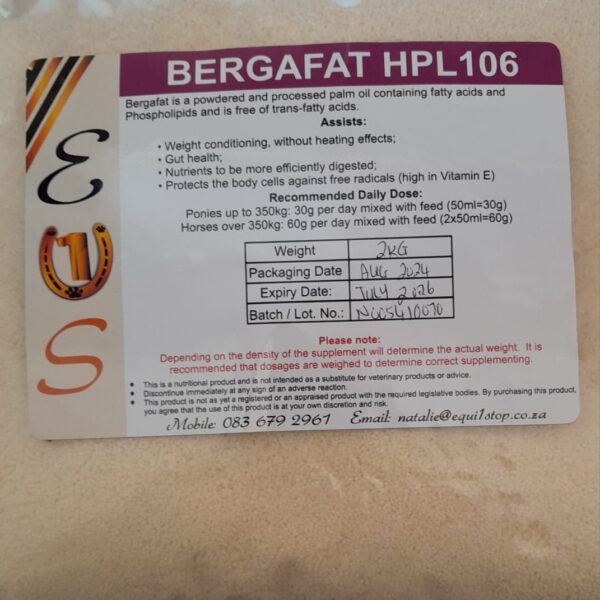 BERGAFAT HPL106
Bergafat is a powdered and processed palm oil containing fatty acids and
Phospholipids and is free of trans-fatty acids.
Assists:
• Weight conditioning, without heating effects;
• Gut health;
• Nutrients to be more efficiently digested;
• Protects the body cells against free radicals (high in Vitamin E)
Recommended Daily Dose:
Ponies up to 350kg: 30g per day mixed with feed (50ml=30g)
Horses over 350kg: 60g per day mixed with feed (2x50ml=60g)
Weight 2KG
Packaging Date AUG 2024
Expiry Date: JULY 2026
Batch / Lot. No.:
Please note:
Depending on the density of the supplement will determine the actual weight. It is
recommended that dosages are weighed to determine correct supplementing.
• This is a nutritional product and is not intended as a substitute for veterinary products or advice.
• Discontinue immediately at any sign of an adverse reaction.
• This product is not as yet a registered or an appraised product with the required legislative bodies. By purchasing this product,
you agree that the use of this product is at your own discretion and risk.
Mobile: 083 679 2961 Email: natalie@equi1stop.co.za
E
1
S